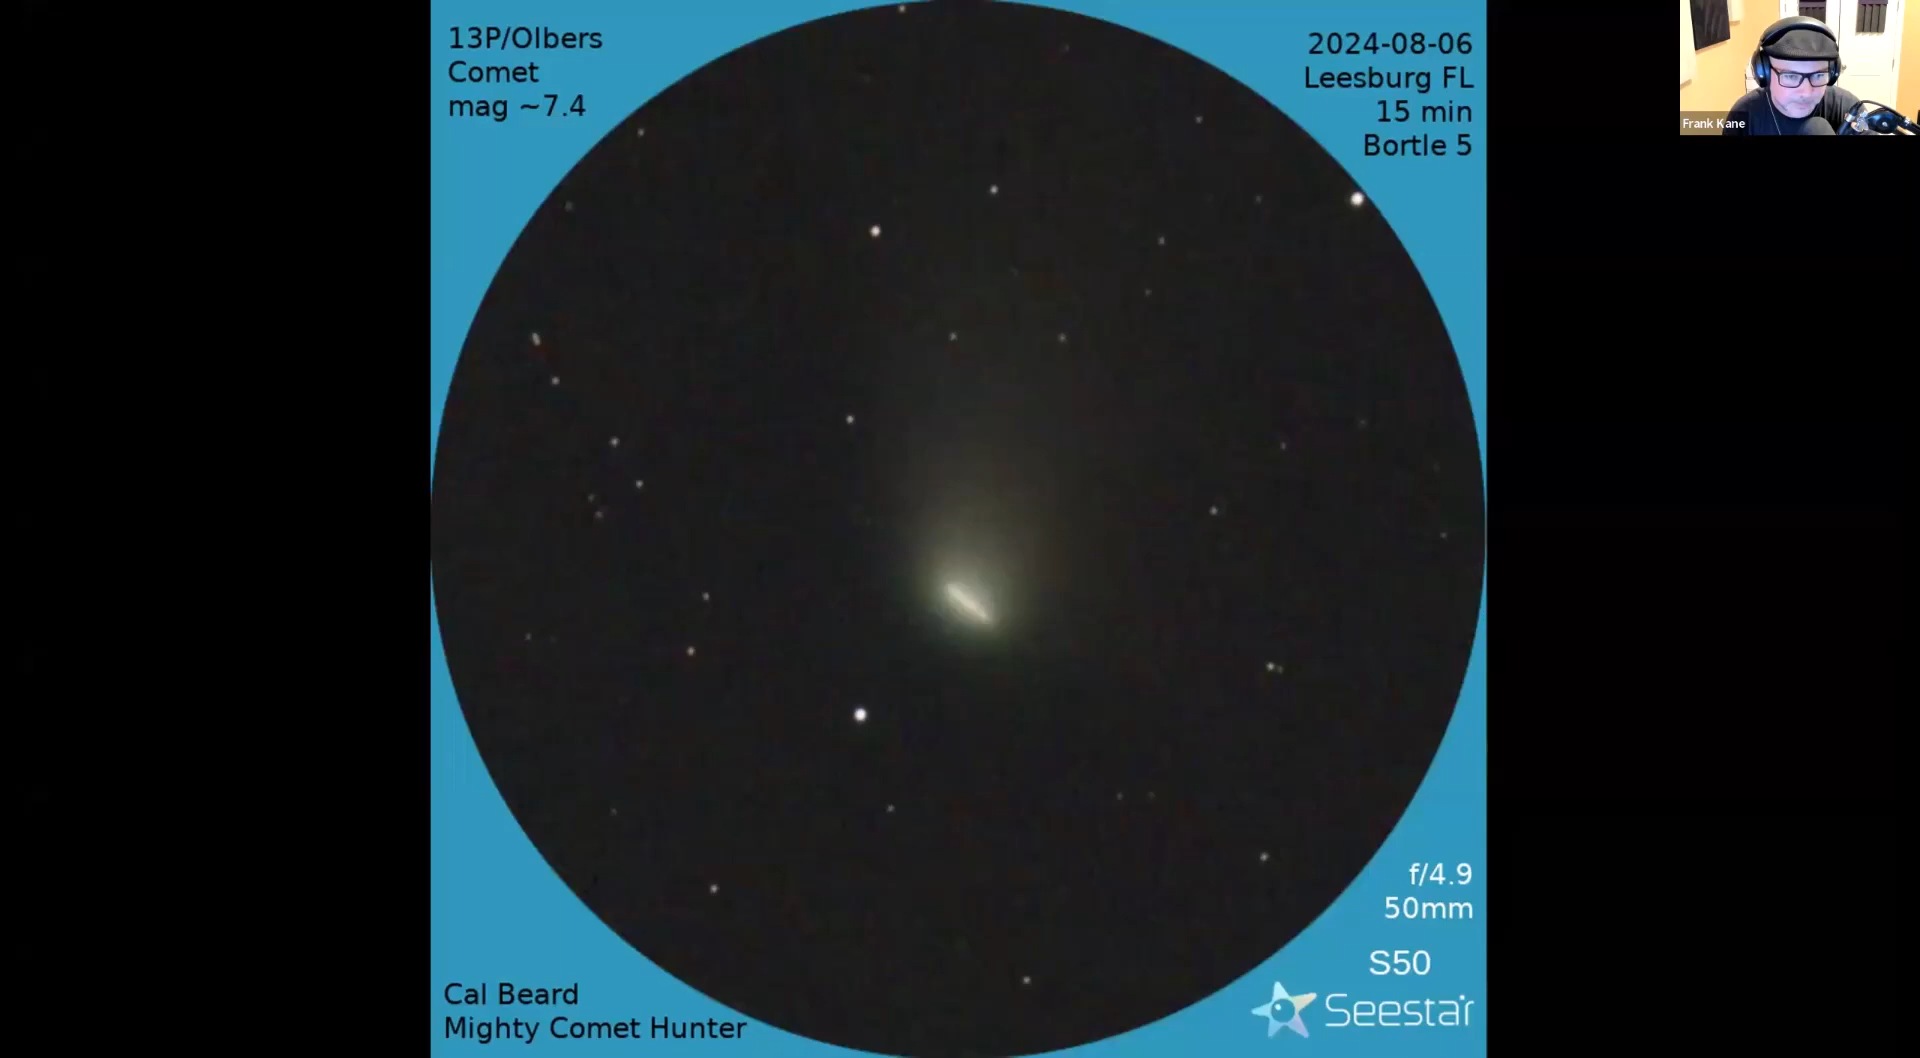 13P/Olbers
Comet
mag ~7.4
2024-08-06
Leesburg FL
15 min
Bortle 5
Frank Kane
f/4.9
50mm
S50
Seestar
Cal Beard
Mighty Comet Hunter